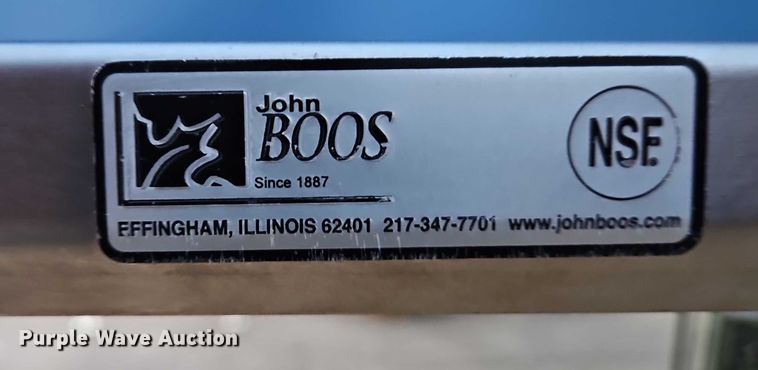 John
BOOS
Since 1887
NSF.
EFFINGHAM, ILLINOIS 62401 217-347-7701 www.johnboos.com
Purple Wave Auction